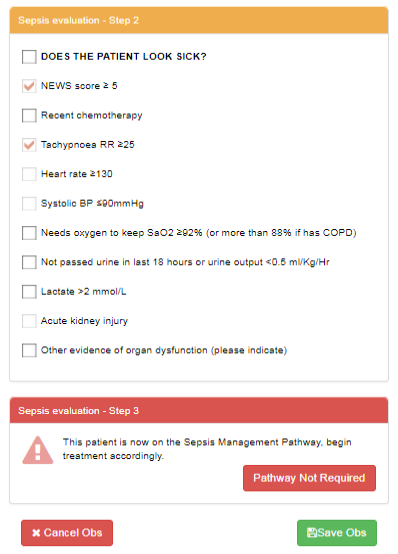 Sepsis evaluation - Step 2
DOES THE PATIENT LOOK SICK?
NEWS score ≥ 5
Recent chemotherapy
Tachypnoea RR ≥25
Heart rate ≥130
Systolic BP ≤90mmHg
Needs oxygen to keep SaO2 ≥92% (or more than 88% if has COPD)
Not passed urine in last 18 hours or urine output <0.5 ml/Kg/Hr
Lactate >2 mmol/L
Acute kidney injury
Other evidence of organ dysfunction (please indicate)
Sepsis evaluation - Step 3
This patient is now on the Sepsis Management Pathway, begin
treatment accordingly.
Pathway Not Required
Cancel Obs
Save Obs